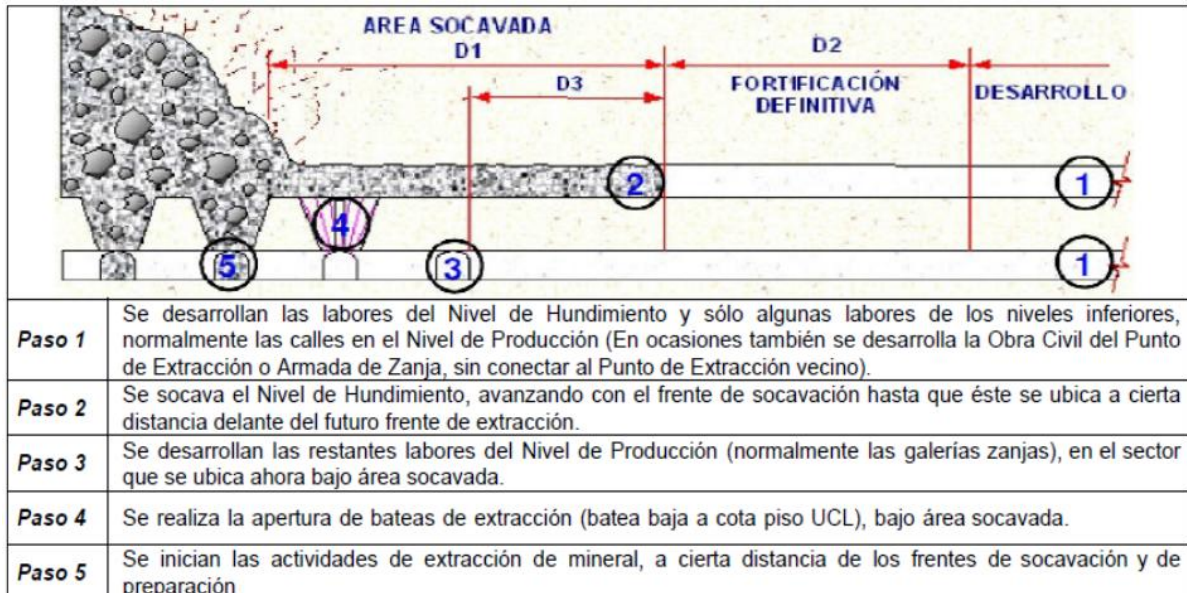 AREA SOCAVADA
D1
D2
D3
FORTIFICACIÓN
DEFINITIVA
DESARROLLO
2
1
4
5
3
1
Paso 1
Se desarrollan las labores del Nivel de Hundimiento y sólo algunas labores de los niveles inferiores,
normalmente las calles en el Nivel de Producción (En ocasiones también se desarrolla la Obra Civil del Punto
de Extracción o Armada de Zanja, sin conectar al Punto de Extracción vecino).
Paso 2
Se socava el Nivel de Hundimiento, avanzando con el frente de socavación hasta que éste se ubica a cierta
distancia delante del futuro frente de extracción.
Paso 3
Se desarrollan las restantes labores del Nivel de Producción (normalmente las galerías zanjas), en el sector
que se ubica ahora bajo área socavada.
Paso 4
Se realiza la apertura de bateas de extracción (batea baja a cota piso UCL), bajo área socavada.
Paso 5
Se inician las actividades de extracción de mineral, a cierta distancia de los frentes de socavación y de
preparación